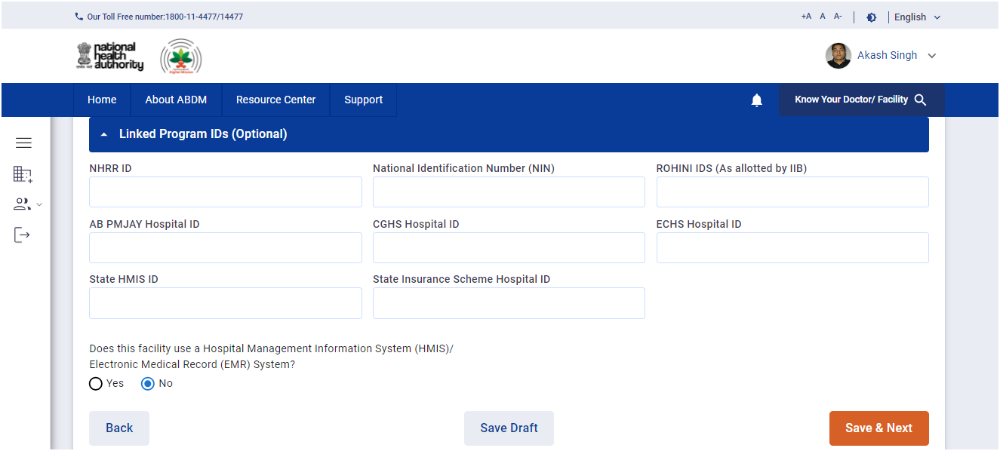 Our Toll Free number:1800-11-4477/14477
+A A A- English
national
health
authority
Akash Singh
Home About ABDM Resource Center Support Know Your Doctor/ Facility
Linked Program IDs (Optional)
NHRR ID National Identification Number (NIN) ROHINI IDS (As allotted by IIB)
AB PMJAY Hospital ID CGHS Hospital ID ECHS Hospital ID
State HMIS ID State Insurance Scheme Hospital ID
Does this facility use a Hospital Management Information System (HMIS)/
Electronic Medical Record (EMR) System?
Yes No
Back Save Draft Save & Next